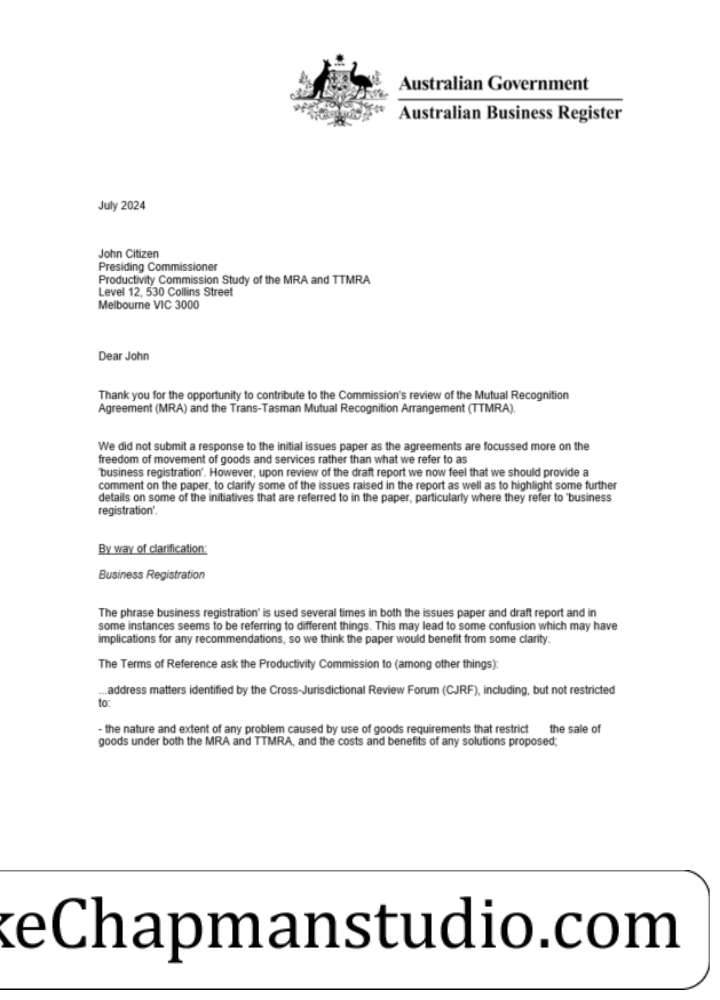 Australian Government
Australian Business Register
July 2024
John Citizen
Presiding Commissioner
Productivity Commission Study of the MRA and TTMRA
Level 12, 530 Collins Street
Melbourne VIC 3000
Dear John
Thank you for the opportunity to contribute to the Commission's review of the Mutual Recognition
Agreement (MRA) and the Trans-Tasman Mutual Recognition Arrangement (TTMRA).
We did not submit a response to the initial issues paper as the agreements are focussed more on the
freedom of movement of goods and services rather than what we refer to as
'business registration'. However, upon review of the draft report we now feel that we should provide a
comment on the paper, to clarify some of the issues raised in the report as well as to highlight some further
details on some of the initiatives that are referred to in the paper, particularly where they refer to 'business
registration'.
By way of clarification:
Business Registration
The phrase business registration' is used several times in both the issues paper and draft report and in
some instances seems to be referring to different things. This may lead to some confusion which may have
implications for any recommendations, so we think the paper would benefit from some clarity.
The Terms of Reference ask the Productivity Commission to (among other things):
...address matters identified by the Cross-Jurisdictional Review Forum (CJRF), including, but not restricted
to:
- the nature and extent of any problem caused by use of goods requirements that restrict the sale of
goods under both the MRA and TTMRA, and the costs and benefits of any solutions proposed;
keChapmanstudio.com